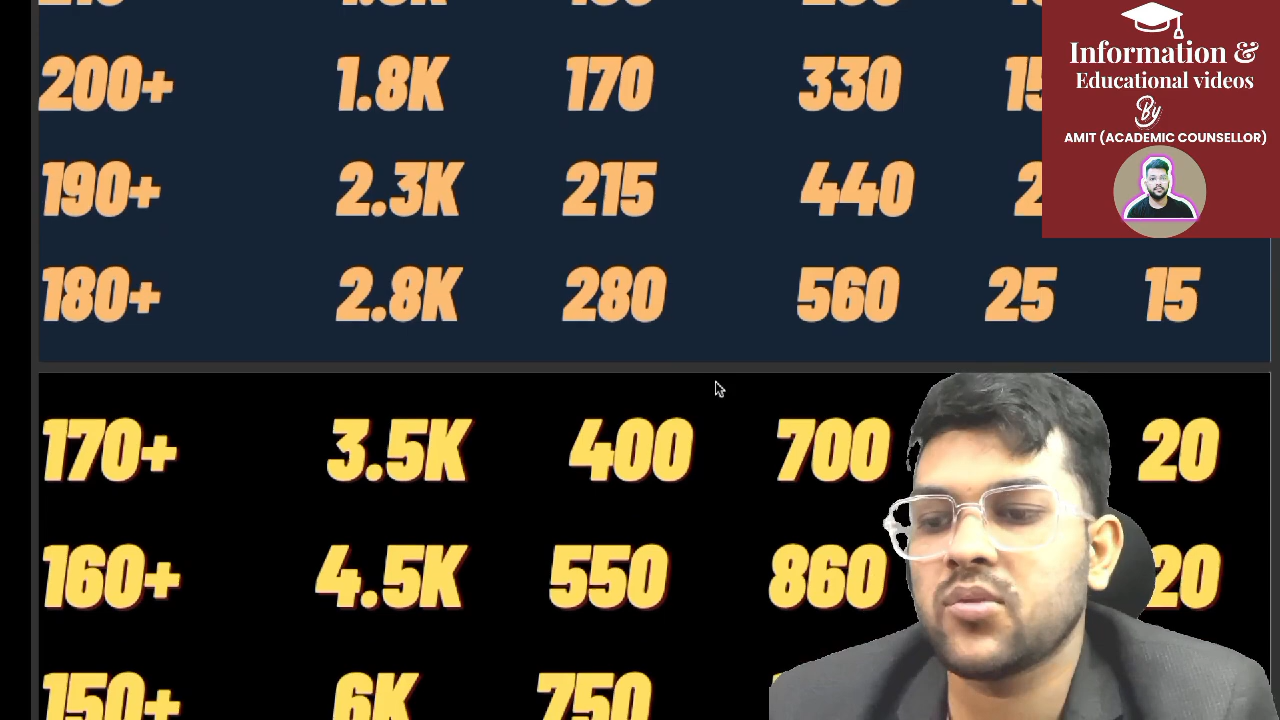 200+ 1.8K 170 330
190+ 2.3K 215 440
180+ 2.8K 280 560 25 15
170+ 3.5K 400 700 20
160+ 4.5K 550 860 20
150+ 6K 750
Information &
Educational videos
By
AMIT (ACADEMIC COUNSELLOR)